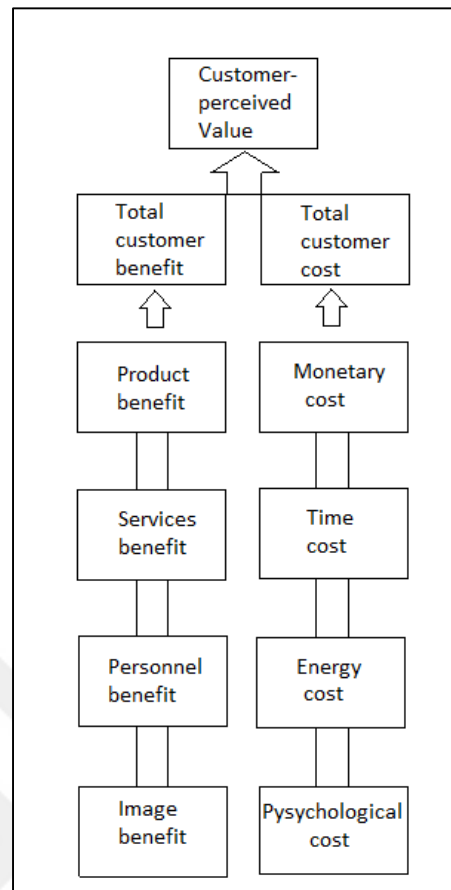 Customer-
perceived
Value
Total
customer
benefit
Total
customer
cost
Product
benefit
Monetary
cost
Services
benefit
Time
cost
Personnel
benefit
Energy
cost
Image
benefit
Pysychological
cost